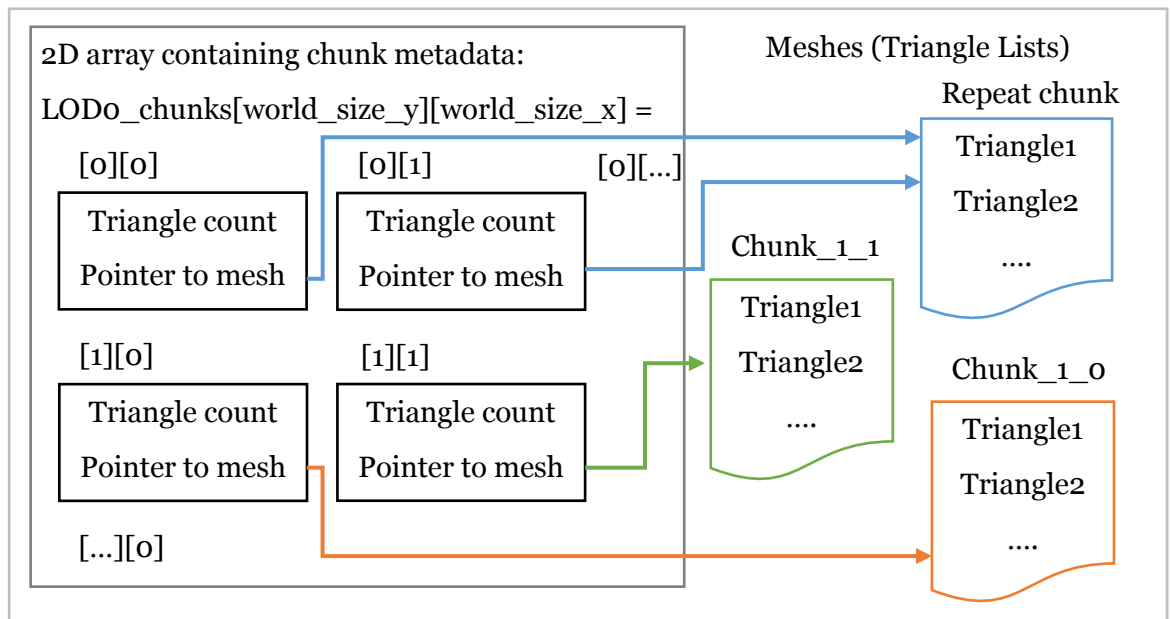 2D array containing chunk metadata:
LOD0_chunks[world_size_y][world_size_x] =
[0][0]
[0][1]
[0][...]
Triangle count
Pointer to mesh
Triangle count
Pointer to mesh
[1][0]
[1][1]
Triangle count
Pointer to mesh
Triangle count
Pointer to mesh
[...][0]
Meshes (Triangle Lists)
Repeat chunk
Triangle1
Triangle2
....
Chunk_1_1
Triangle1
Triangle2
....
Chunk_1_0
Triangle1
Triangle2
....